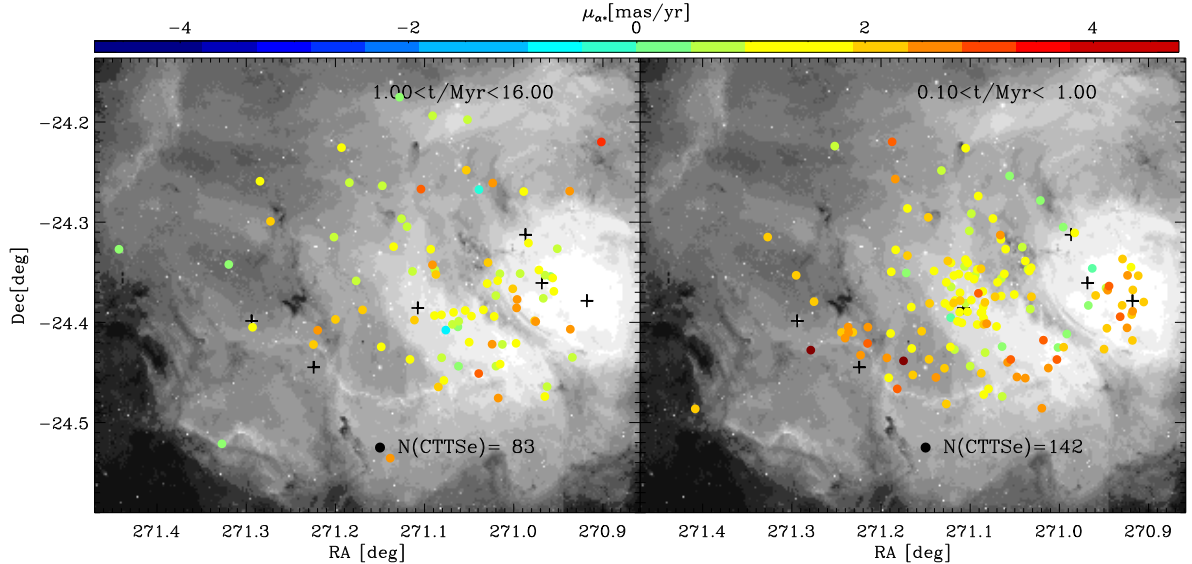 μα*[mas/yr]
−4 −2 0 2 4
1.00<t/Myr<16.00 0.10<t/Myr< 1.00
−24.2
−24.3
Dec[deg]
−24.4
−24.5
N(CTTSe)= 83 N(CTTSe)=142
271.4 271.3 271.2 271.1 271.0 270.9 271.4 271.3 271.2 271.1 271.0 270.9
RA [deg] RA [deg]